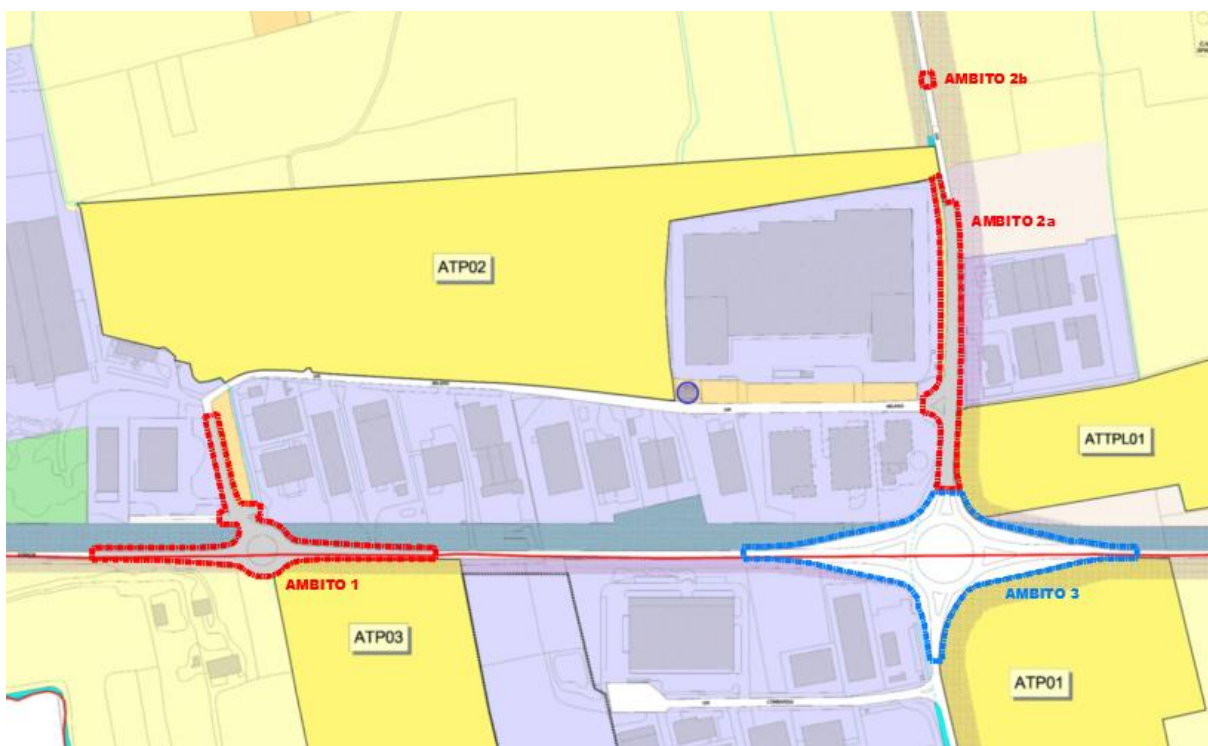 AMBITO 2b
AMBITO 2a
ATP02
ATTPL01
AMBITO 1
AMBITO 3
ATP03
ATP01